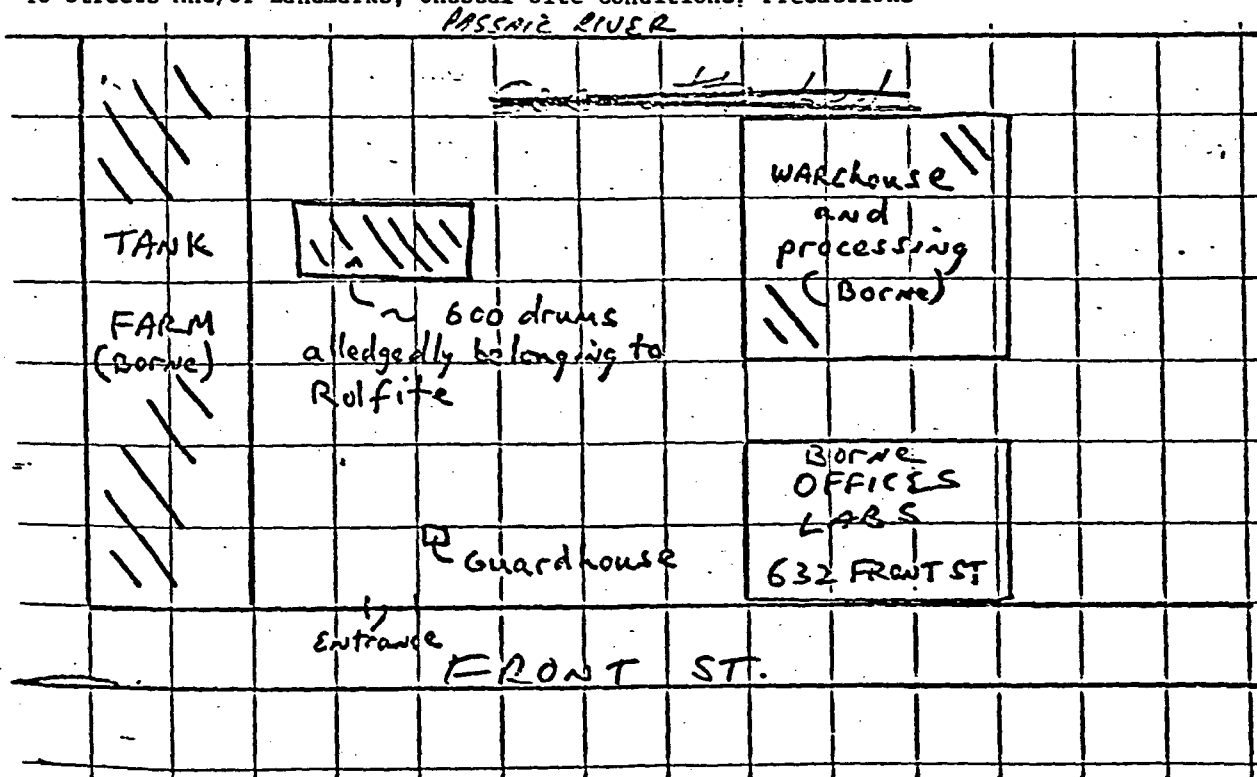 PASSAIC RIVER
WAREhouse
and
processing
(Borne)
TANK
FARM
(Borne)
~ 600 drums
alledgedly belonging to
Rolfite
Borne
OFFICES
LABS
632 FRONT ST
Guardhouse
Entrance
FRONT ST.